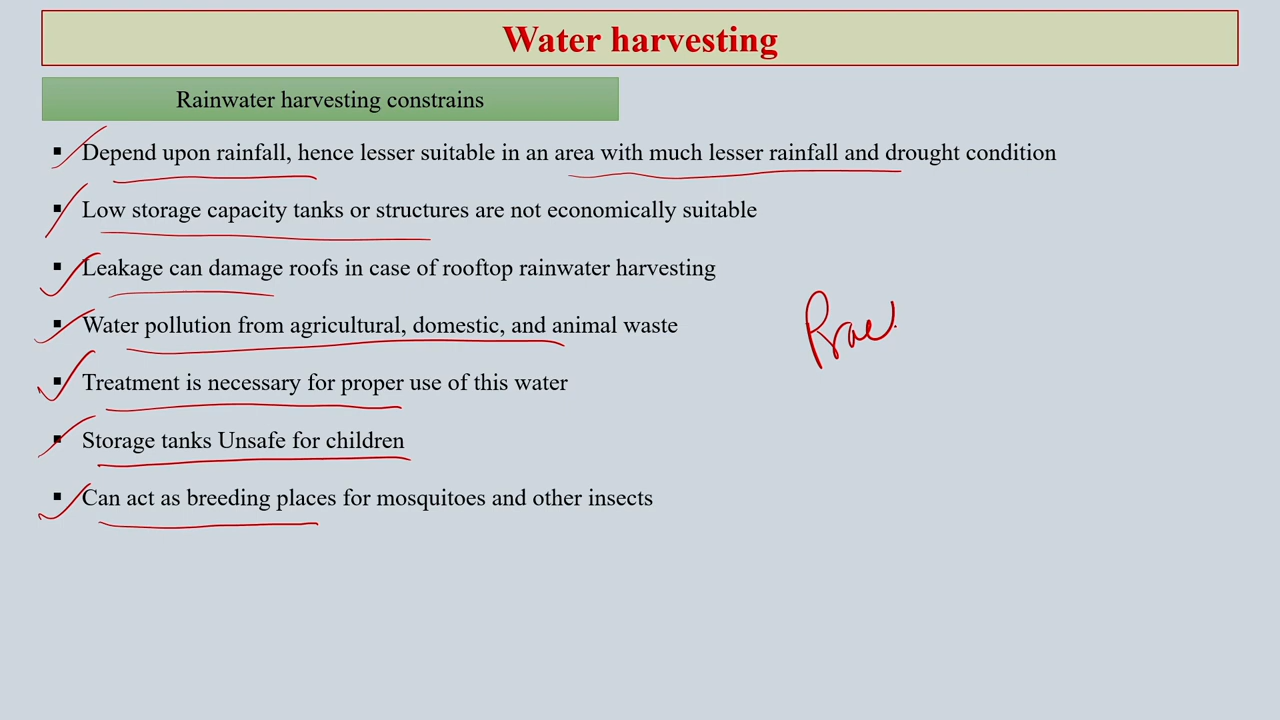 Water harvesting
Rainwater harvesting constrains
▪ Depend upon rainfall, hence lesser suitable in an area with much lesser rainfall and drought condition
▪ Low storage capacity tanks or structures are not economically suitable
▪ Leakage can damage roofs in case of rooftop rainwater harvesting
▪ Water pollution from agricultural, domestic, and animal waste
▪ Treatment is necessary for proper use of this water
▪ Storage tanks Unsafe for children
▪ Can act as breeding places for mosquitoes and other insects